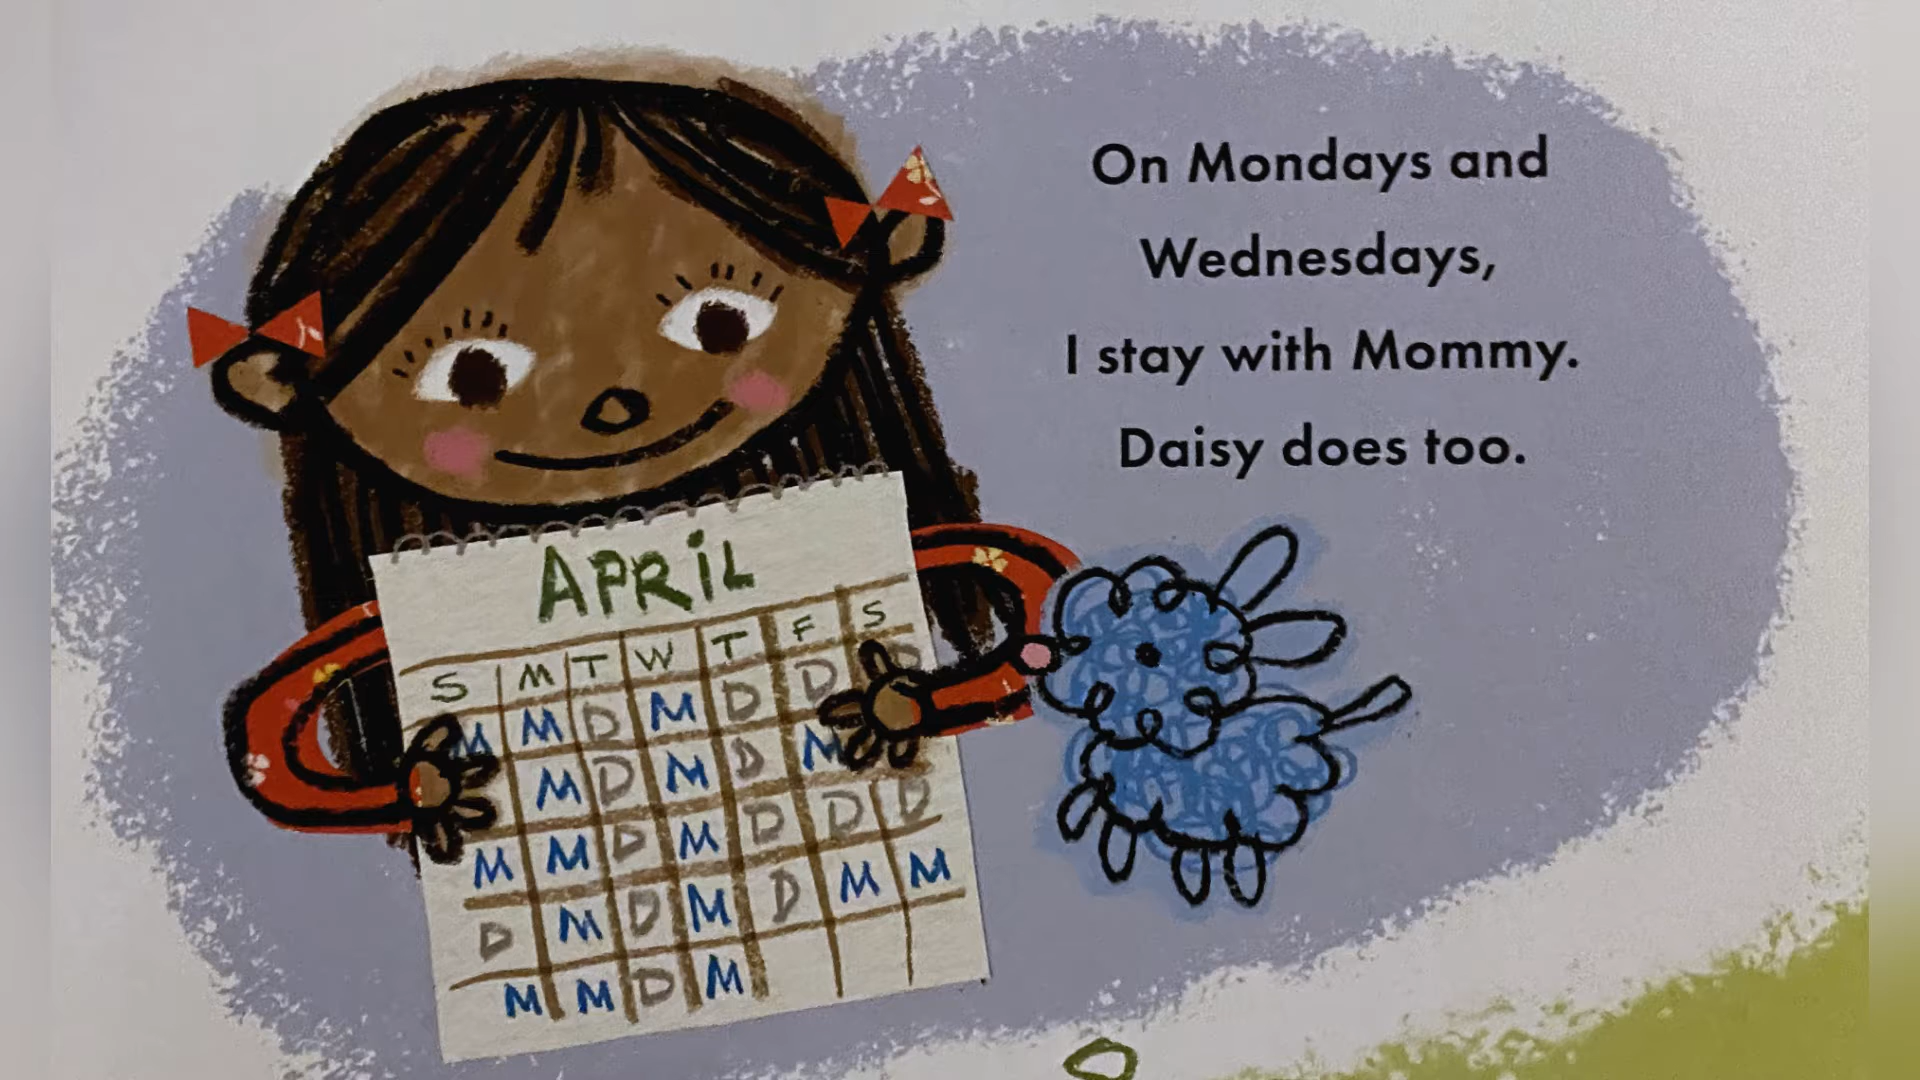 On Mondays and
Wednesdays,
I stay with Mommy.
Daisy does too.
APRiL
S M T W T F S
M M D M D D D
M D M D M
M M D M D D D
D M D M D M M
M M D M